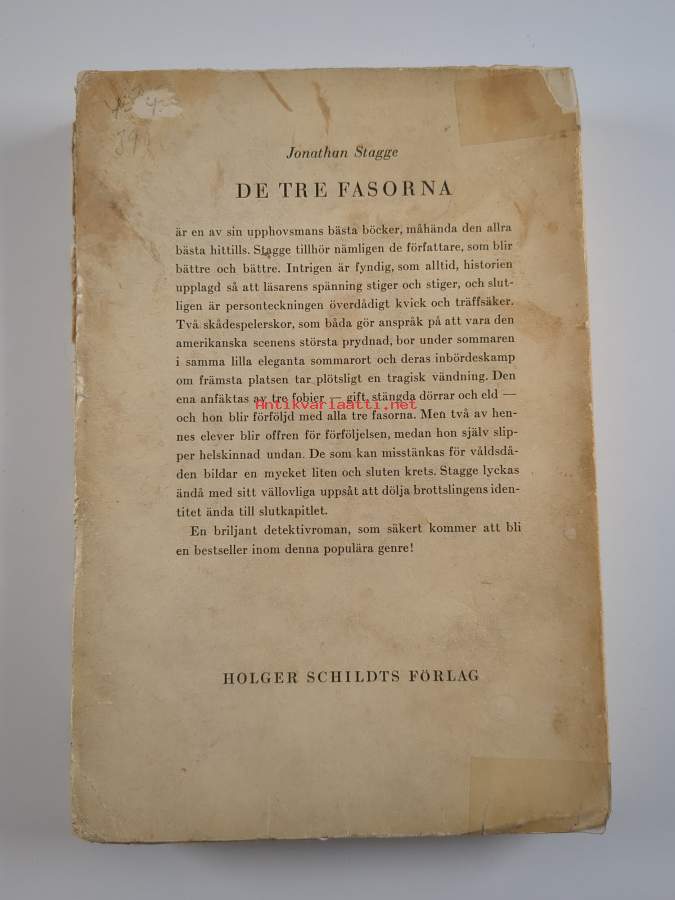 Jonathan Stagge
DE TRE FASORNA
är en av sin upphovsmans bästa böcker, måhända den allra
bästa hittills. Stagge tillhör nämligen de författare, som blir
bättre och bättre. Intrigen är fyndig, som alltid, historien
upplagd så att läsarens spänning stiger och stiger, och slut-
ligen är personteckningen överdådigt kvick och träffsäker.
Två skådespelerskor, som båda gör anspråk på att vara den
amerikanska scenens största prydnad, bor under sommaren
i samma lilla eleganta sommarort och deras inbördeskamp
om främsta platsen tar plötsligt en tragisk vändning. Den
ena anfäktas av tre fobier — gift, stängda dörrar och eld —
Antikvariaatti.net
och hon blir förföljd med alla tre fasorna. Men två av hen-
nes elever blir offren för förföljelsen, medan hon själv slip-
per helskinnad undan. De som kan misstänkas för våldsdå-
den bildar en mycket liten och sluten krets. Stagge lyckas
ändå med sitt vällovliga uppsåt att dölja brottslingens iden-
titet ända till slutkapitlet.
En briljant detektivroman, som säkert kommer att bli
en bestseller inom denna populära genre!
HOLGER SCHILDTS FÖRLAG